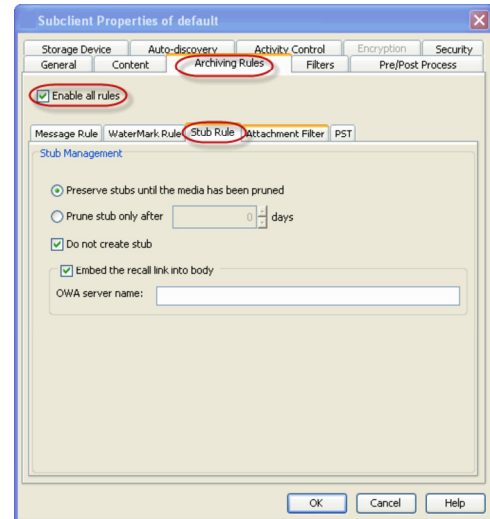 Subclient Properties of default
Storage Device Auto-discovery Activity Control Encryption Security
General Content Archiving Rules Filters Pre/Post Process
Enable all rules
Message Rule WaterMark Rule Stub Rule Attachment Filter PST
Stub Management
Preserve stubs until the media has been pruned
Prune stub only after 0 days
Do not create stub
Embed the recall link into body
OWA server name:
OK Cancel Help